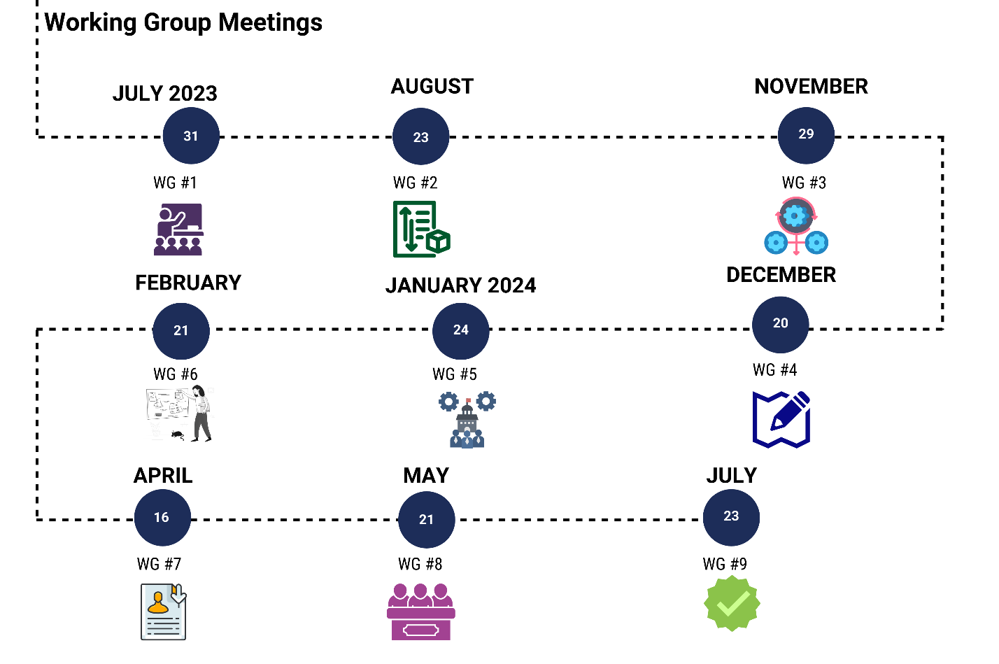 Working Group Meetings
JULY 2023
AUGUST
NOVEMBER
31
23
29
WG #1
WG #2
WG #3
FEBRUARY
JANUARY 2024
DECEMBER
21
24
20
WG #6
WG #5
WG #4
APRIL
MAY
JULY
16
21
23
WG #7
WG #8
WG #9